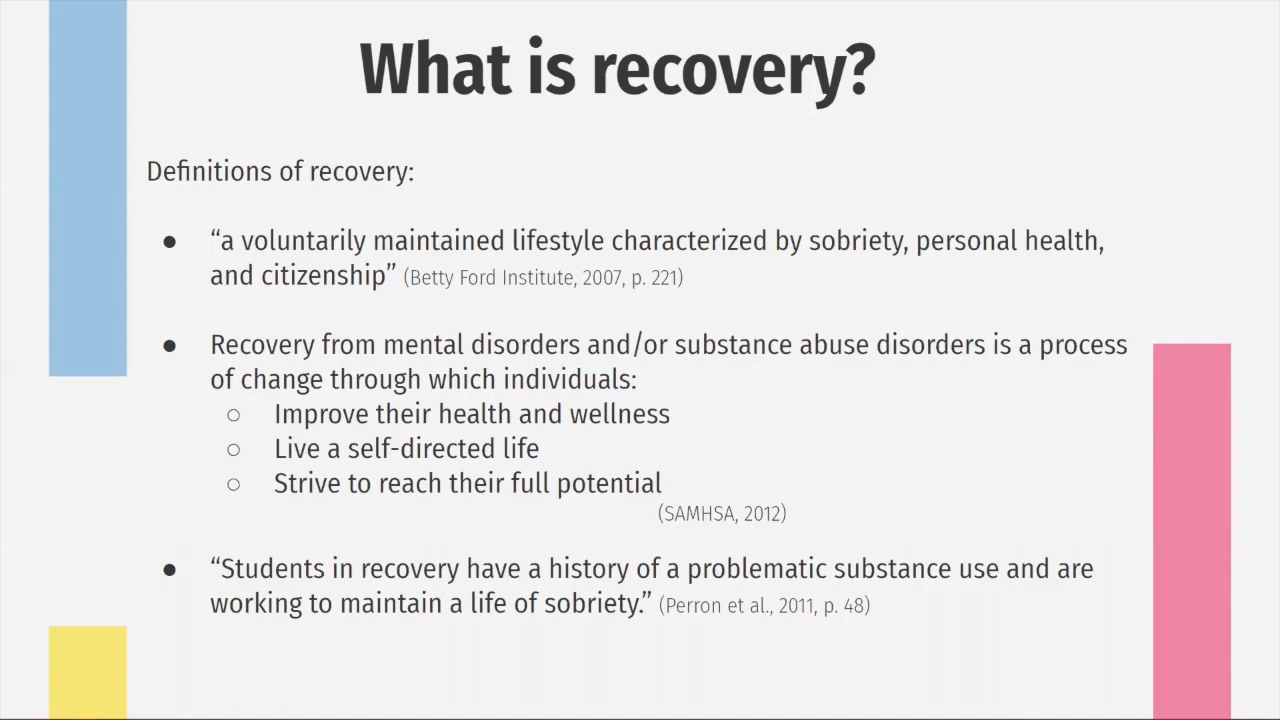 What is recovery?
Definitions of recovery:
● “a voluntarily maintained lifestyle characterized by sobriety, personal health,
and citizenship” (Betty Ford Institute, 2007, p. 221)
● Recovery from mental disorders and/or substance abuse disorders is a process
of change through which individuals:
○ Improve their health and wellness
○ Live a self-directed life
○ Strive to reach their full potential
(SAMHSA, 2012)
● “Students in recovery have a history of a problematic substance use and are
working to maintain a life of sobriety.” (Perron et al., 2011, p. 48)